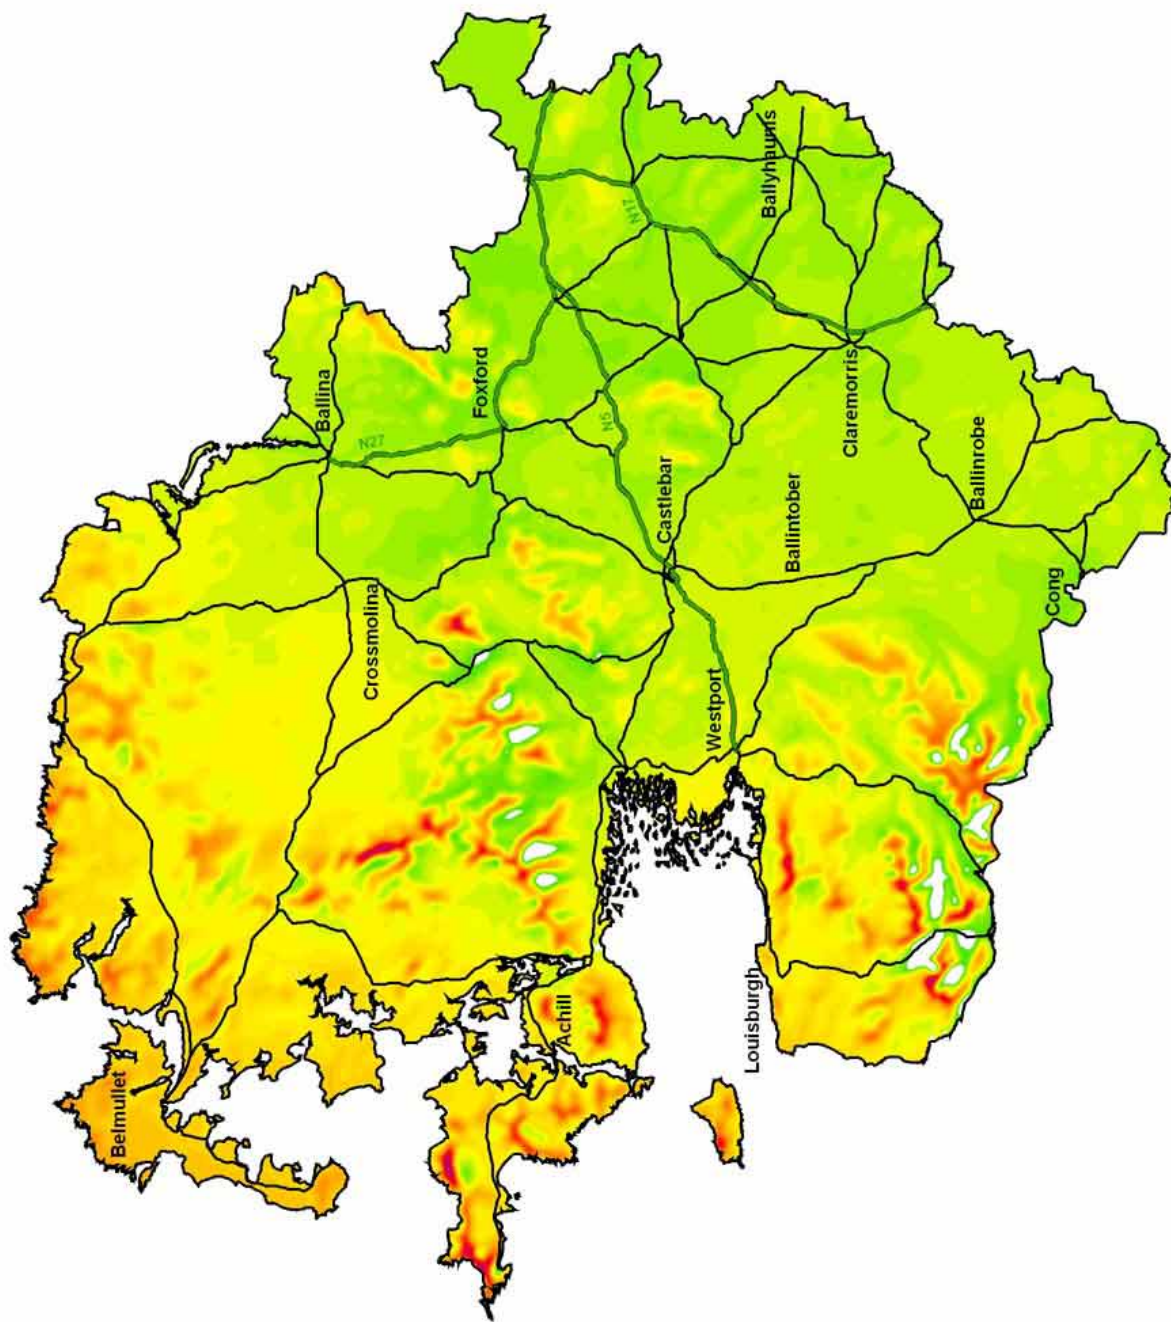 Belmullet
Ballina
N27
Foxford
Crossmolina
Achill
N5
N17
Ballyhaunis
Castlebar
Westport
Ballintober
Claremorris
Louisburgh
Ballinrobe
Cong